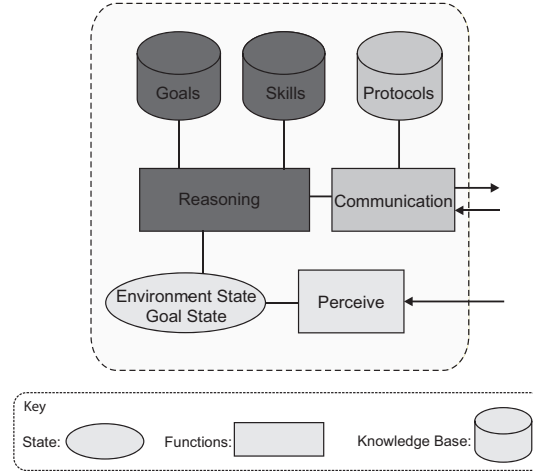 Goals
Skills
Protocols
Reasoning
Communication
Environment State
Goal State
Perceive
Key
State:
Functions:
Knowledge Base: